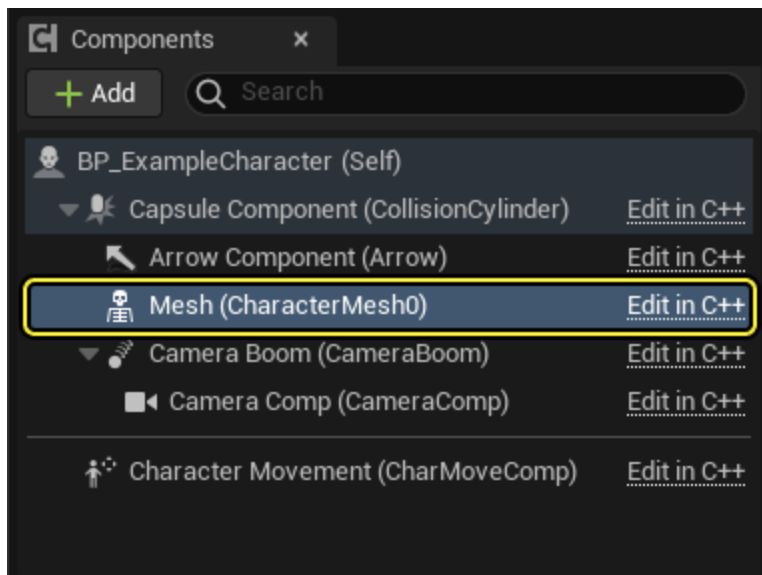 Components ×
Add Search
BP_ExampleCharacter (Self)
Capsule Component (CollisionCylinder) Edit in C++
Arrow Component (Arrow) Edit in C++
Mesh (CharacterMesh0) Edit in C++
Camera Boom (CameraBoom) Edit in C++
Camera Comp (CameraComp) Edit in C++
Character Movement (CharMoveComp) Edit in C++